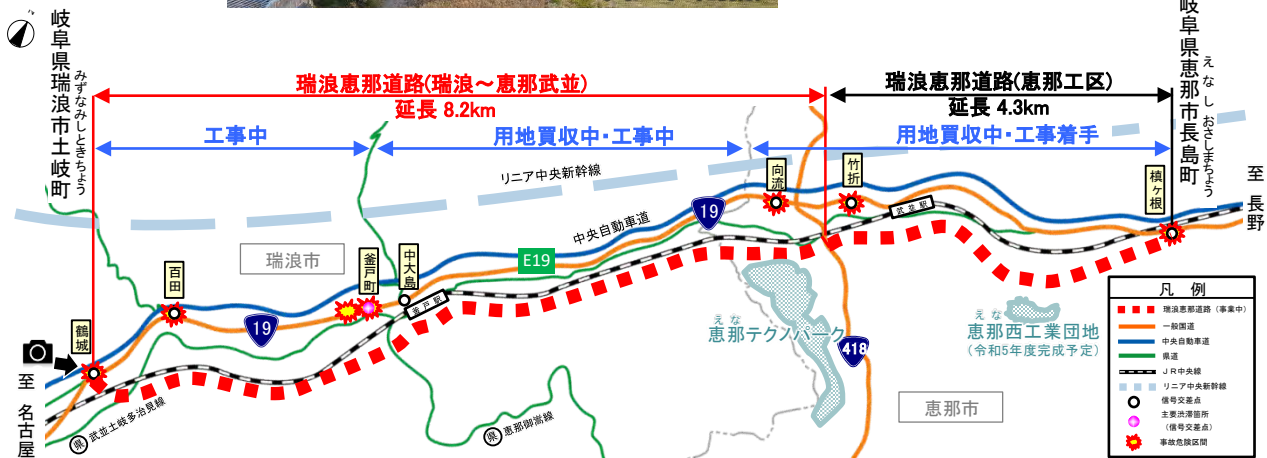 岐阜県瑞浪市土岐町
みずなみしときちょう
岐阜県恵那市長島町
えなしおさしまちょう
瑞浪恵那道路(瑞浪～恵那武並)
延長 8.2km
瑞浪恵那道路(恵那工区)
延長 4.3km
工事中
用地買収中・工事中
用地買収中・工事着手
リニア中央新幹線
中央自動車道
向流
竹折
槙ヶ根
至 長野
武並駅
19
E19
瑞浪市
百田
釜戸町
中大島
釜戸駅
19
鶴城
至 名古屋
県 武並土岐多治見線
県 恵那御嵩線
えな
恵那テクノパーク
418
えな
恵那西工業団地
(令和5年度完成予定)
恵那市
凡 例
瑞浪恵那道路（事業中）
一般国道
中央自動車道
県道
JR中央線
リニア中央新幹線
信号交差点
主要渋滞箇所
（信号交差点）
事故危険区間